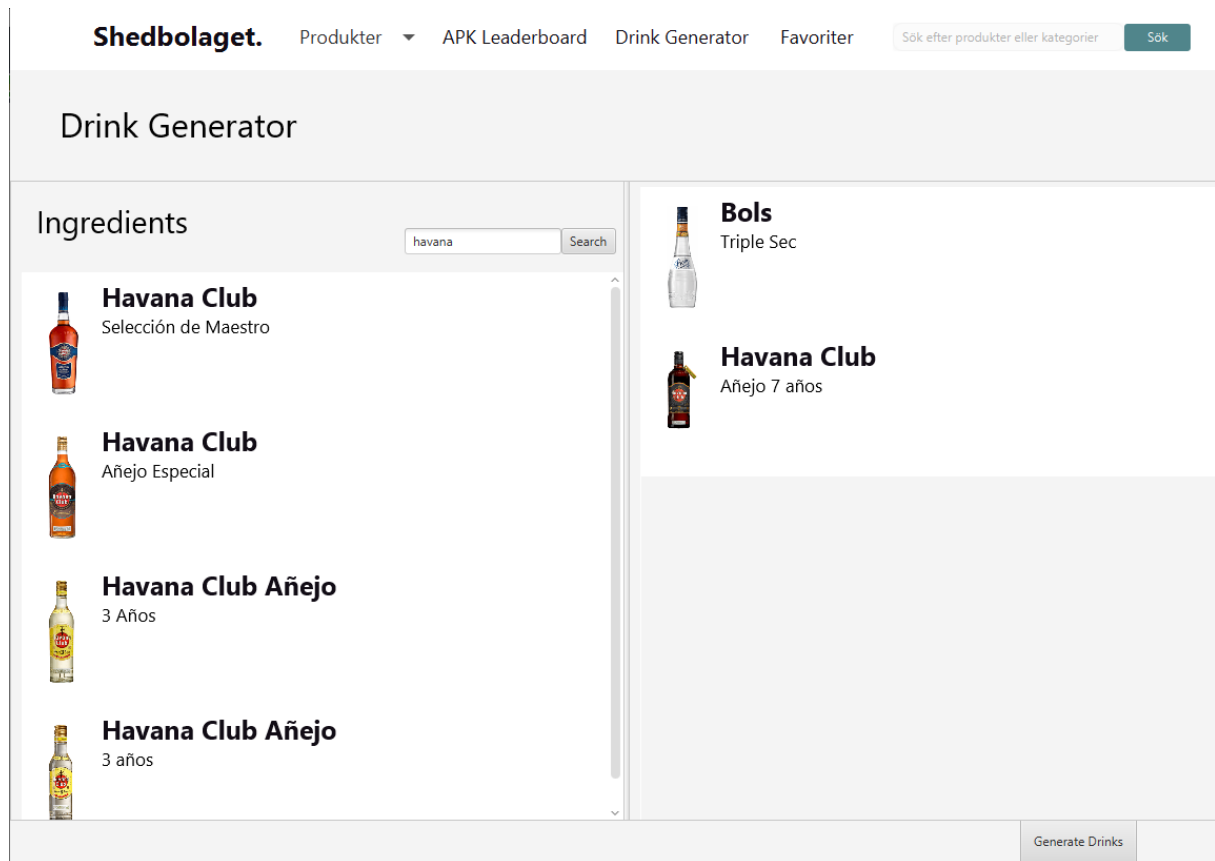 Shedbolaget.
Produkter
APK Leaderboard
Drink Generator
Favoriter
Sök efter produkter eller kategorier
Sök
Drink Generator
Ingredients
havana
Search
Havana Club
Selección de Maestro
Havana Club
Añejo Especial
Havana Club Añejo
3 Años
Havana Club Añejo
3 años
Bols
Triple Sec
Havana Club
Añejo 7 años
Generate Drinks